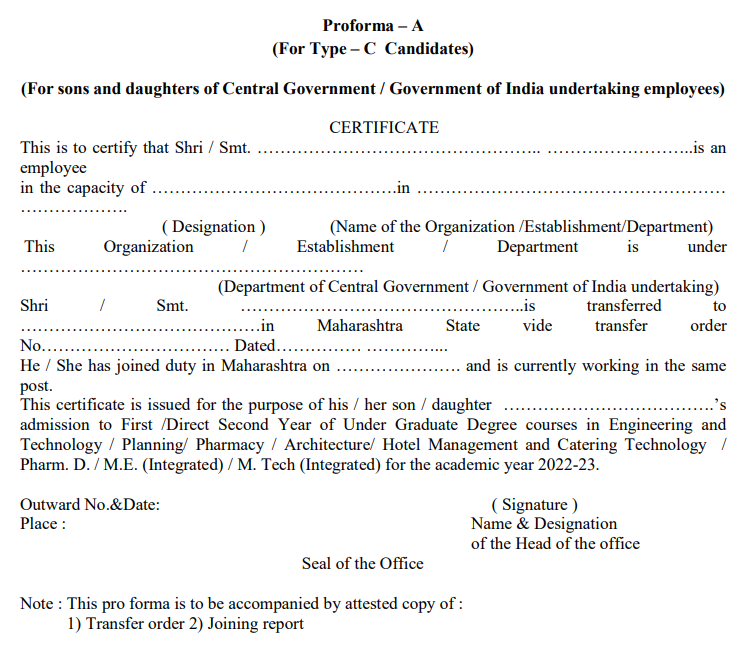 Proforma – A
(For Type – C Candidates)
(For sons and daughters of Central Government / Government of India undertaking employees)
CERTIFICATE
This is to certify that Shri / Smt. ……………………………………………….. ……………………..is an
employee
in the capacity of …………………………………….in ………………………………………………
……………….
( Designation ) (Name of the Organization /Establishment/Department)
This Organization / Establishment / Department is under
……………………………………………………
(Department of Central Government / Government of India undertaking)
Shri / Smt. …………………………………………..is transferred to
……………………………………in Maharashtra State vide transfer order
No…………………………… Dated…………… …………...
He / She has joined duty in Maharashtra on …………………. and is currently working in the same
post.
This certificate is issued for the purpose of his / her son / daughter ……………………………….’s
admission to First /Direct Second Year of Under Graduate Degree courses in Engineering and
Technology / Planning/ Pharmacy / Architecture/ Hotel Management and Catering Technology /
Pharm. D. / M.E. (Integrated) / M. Tech (Integrated) for the academic year 2022-23.
Outward No.&Date: ( Signature )
Place : Name & Designation
of the Head of the office
Seal of the Office
Note : This pro forma is to be accompanied by attested copy of :
1) Transfer order 2) Joining report